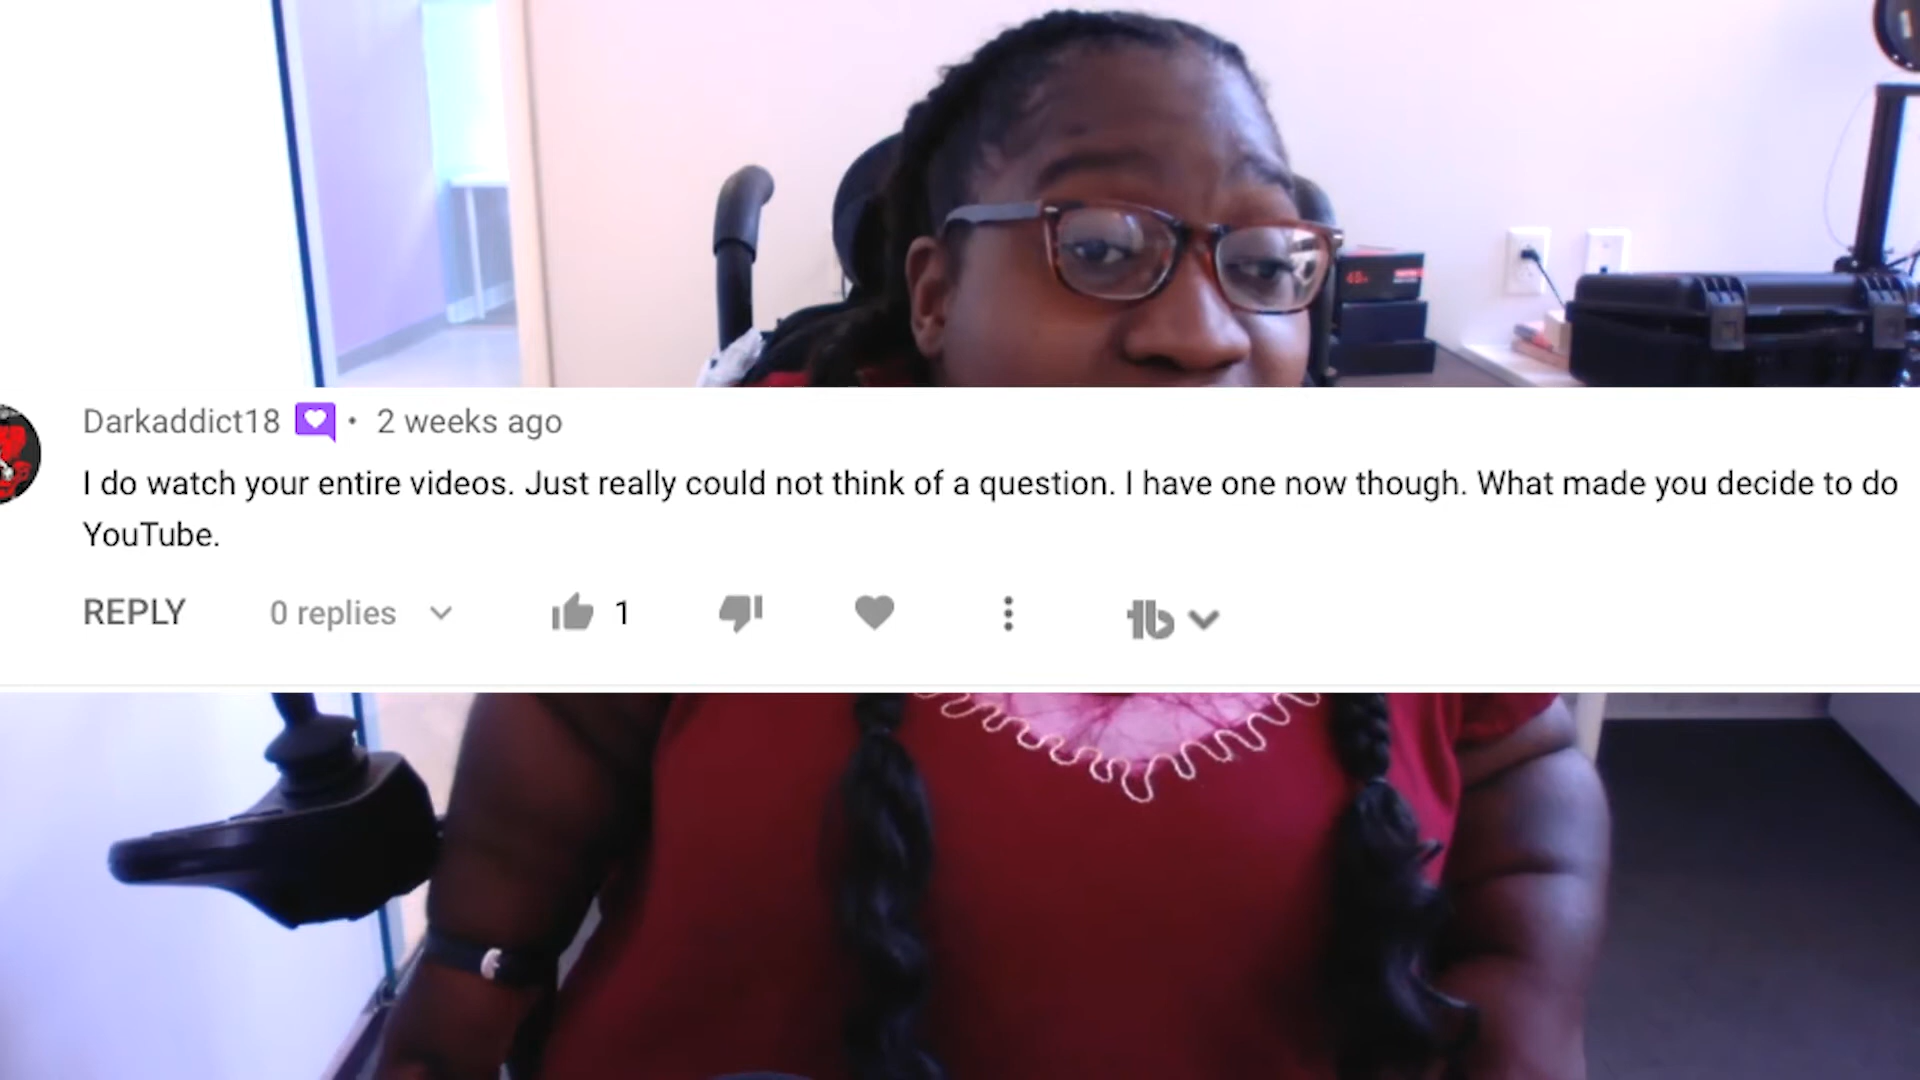 Darkaddict18 • 2 weeks ago
I do watch your entire videos. Just really could not think of a question. I have one now though. What made you decide to do
YouTube.
REPLY 0 replies 1